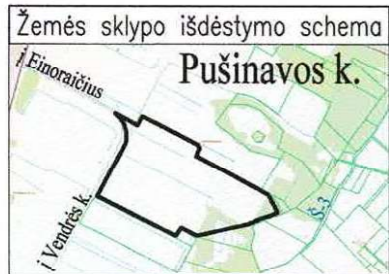 Žemės sklypo išdėstymo schema
Pušinavos k.
į Einoraičius
į Vendrės k.
Š-3